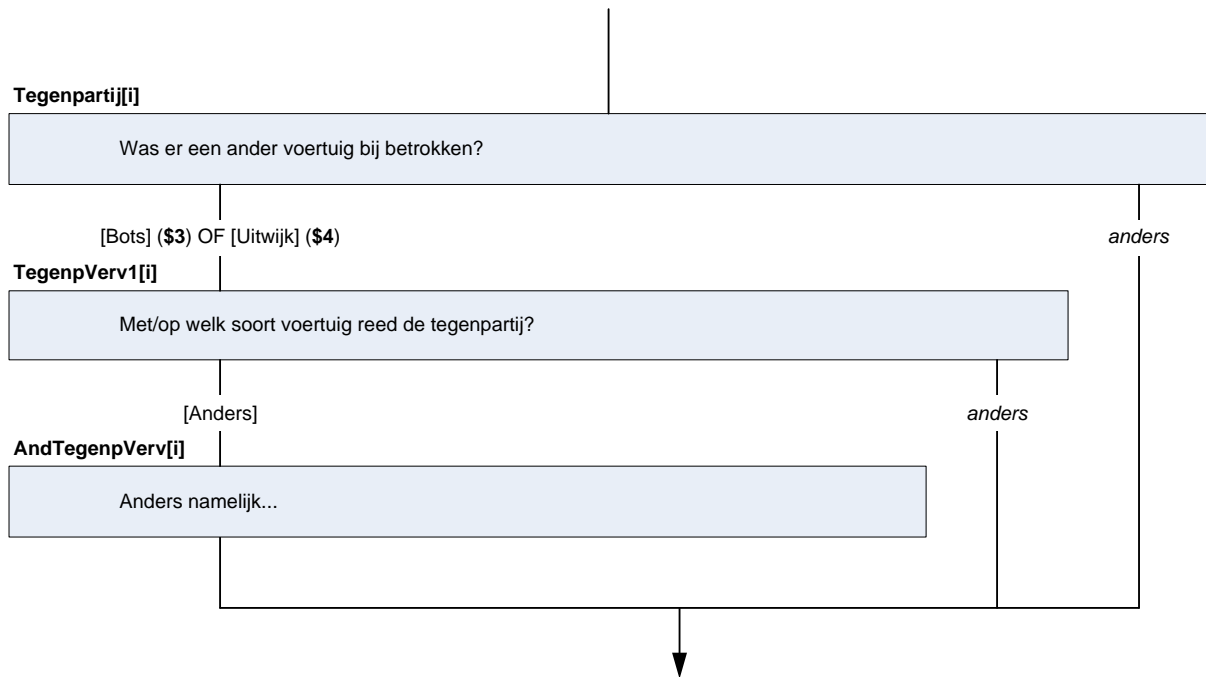 Tegenpartij[i]
Was er een ander voertuig bij betrokken?
[Bots] ($3) OF [Uitwijk] ($4)
anders
TegenpVerv1[i]
Met/op welk soort voertuig reed de tegenpartij?
[Anders]
anders
AndTegenpVerv[i]
Anders namelijk...